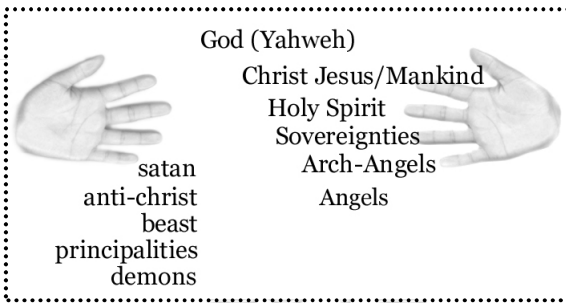 God (Yahweh)
Christ Jesus/Mankind
Holy Spirit
Sovereignties
Arch-Angels
Angels
satan
anti-christ
beast
principalities
demons